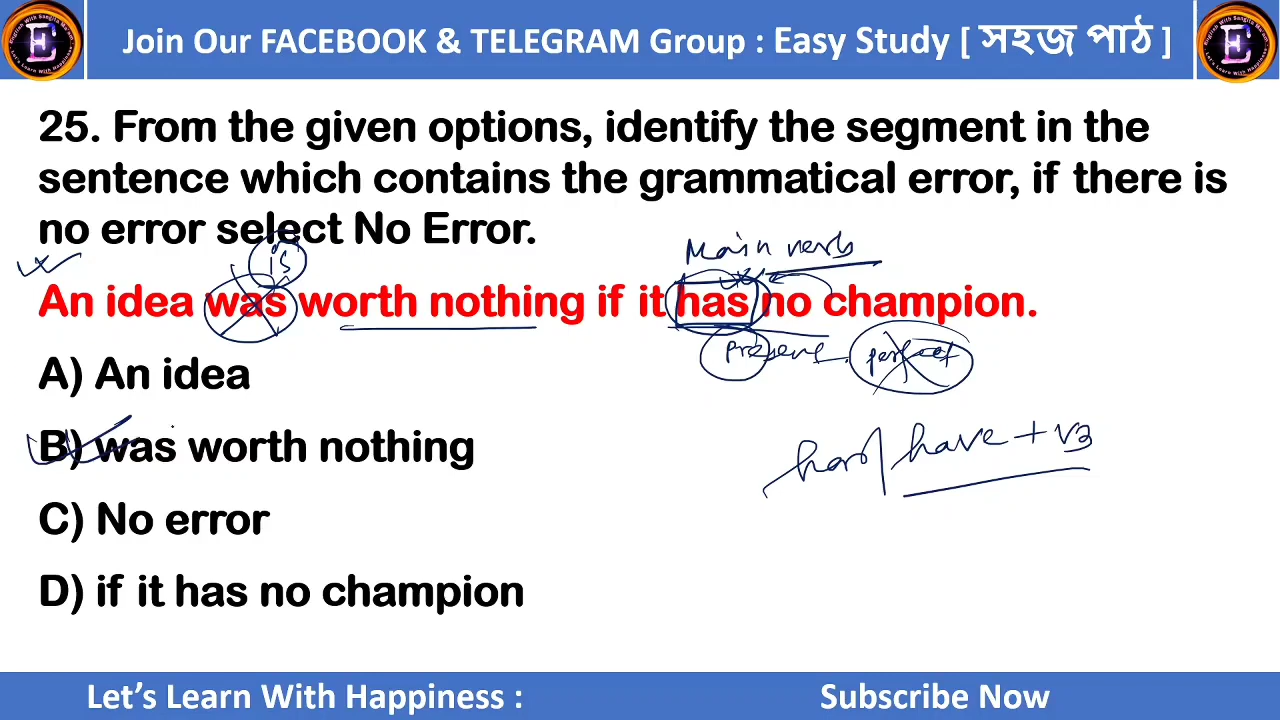 Join Our FACEBOOK & TELEGRAM Group : Easy Study [ সহজ পাঠ ]
E
E
25. From the given options, identify the segment in the
sentence which contains the grammatical error, if there is
no error select No Error.
is
Main verb
An idea was worth nothing if it has no champion.
present perfect
A) An idea
B) was worth nothing
has/have + v3
C) No error
D) if it has no champion
Let's Learn With Happiness :
Subscribe Now